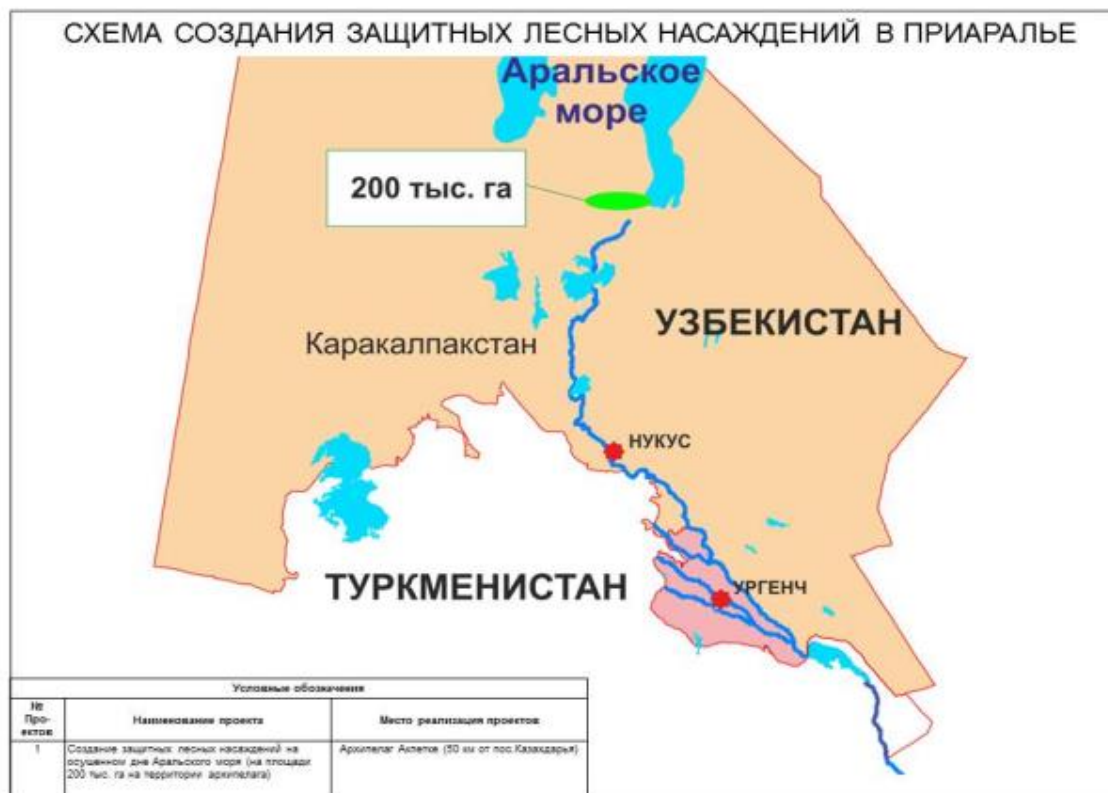 СХЕМА СОЗДАНИЯ ЗАЩИТНЫХ ЛЕСНЫХ НАСАЖДЕНИЙ В ПРИАРАЛЬЕ
Аральское
море
200 тыс. га
УЗБЕКИСТАН
Каракалпакстан
НУКУС
ТУРКМЕНИСТАН
УРГЕНЧ
Условные обозначения
№
Про-
ектов
Наименование проекта
Место реализация проектов
1
Создание защитных лесных насаждений на
осушенном дне Аральского моря (на площади
200 тыс. га на территории архипелага)
Архипелаг Акпетки (50 км от пос.Казахдарья)